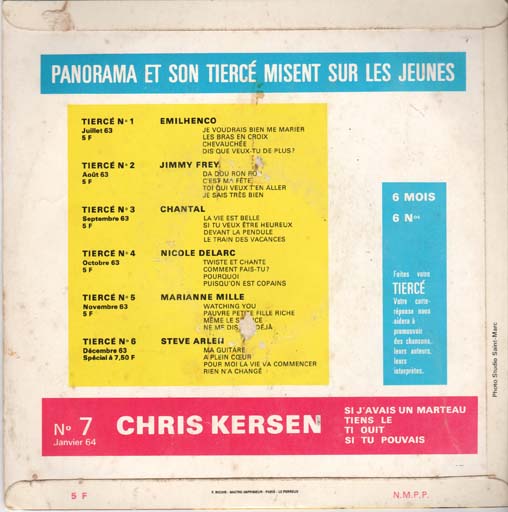 PANORAMA ET SON TIERCÉ MISENT SUR LES JEUNES
TIERCÉ Nº 1 EMILHENCO
Juillet 63
5 F
JE VOUDRAIS BIEN ME MARIER
LES BRAS EN CROIX
CHEVAUCHÉE
DIS QUE VEUX-TU DE PLUS?
TIERCÉ Nº 2 JIMMY FREY
Août 63
5 F
DA DOU RON RON
C'EST MA FÊTE
TOI QUI VEUX T'EN ALLER
JE SAIS TRÈS BIEN
TIERCÉ Nº 3 CHANTAL
Septembre 63
5 F
LA VIE EST BELLE
SI TU VEUX ÊTRE HEUREUX
DEVANT LA PENDULE
LE TRAIN DES VACANCES
TIERCÉ Nº 4 NICOLE DELARC
Octobre 63
5 F
TWISTE ET CHANTE
COMMENT FAIS-TU?
POURQUOI
PUISQU'ON EST COPAINS
TIERCÉ Nº 5 MARIANNE MILLE
Novembre 63
5 F
WATCHING YOU
PAUVRE PETITE FILLE RICHE
MÊME LE
NE ME DIS DÉJÀ
TIERCÉ Nº 6 STEVE ARLEN
Décembre 63
Spécial à 7,50 F
MA GUITARE
A PLEIN CŒUR
POUR MOI LA VIE VA COMMENCER
RIEN N'A CHANGÉ
6 MOIS
6 Nos
Faites votre
TIERCÉ
Votre carte-
réponse nous
aidera à
promouvoir
des chansons,
leurs auteurs,
leurs
interprètes.
Photo Studio Saint-Marc
Nº 7 CHRIS KERSEN
Janvier 64
SI J'AVAIS UN MARTEAU
TIENS LE
TI OUIT
SI TU POUVAIS
5 F
N.M.P.P.